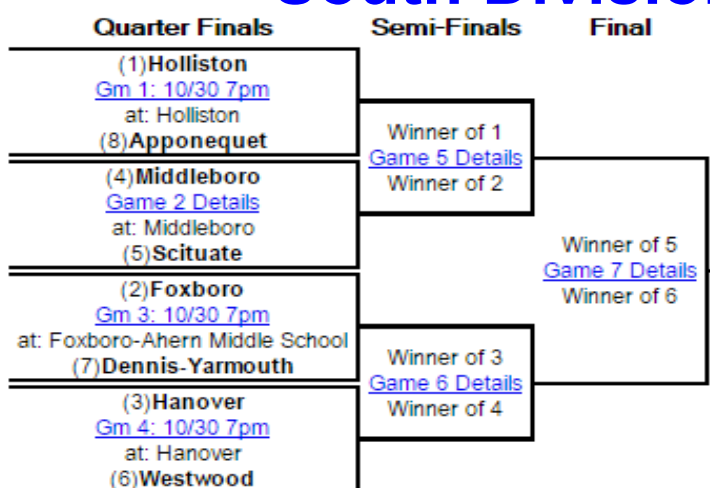 South Division
Quarter Finals
Semi-Finals
Final
(1)Holliston
Gm 1: 10/30 7pm
at: Holliston
(8)Apponequet
(4)Middleboro
Game 2 Details
at: Middleboro
(5)Scituate
(2)Foxboro
Gm 3: 10/30 7pm
at: Foxboro-Ahern Middle School
(7)Dennis-Yarmouth
(3)Hanover
Gm 4: 10/30 7pm
at: Hanover
(6)Westwood
Winner of 1
Game 5 Details
Winner of 2
Winner of 3
Game 6 Details
Winner of 4
Winner of 5
Game 7 Details
Winner of 6